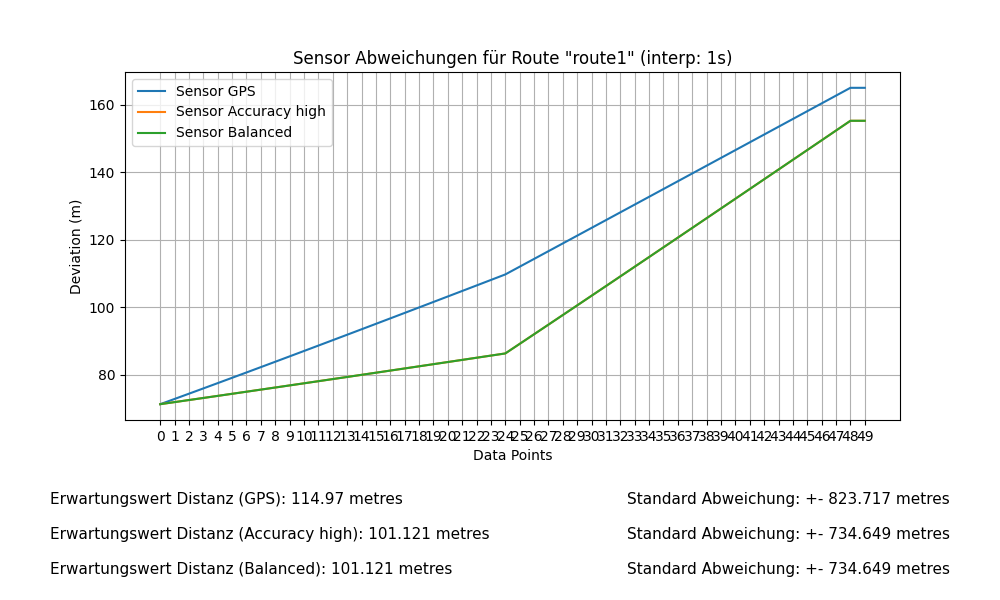 Sensor Abweichungen für Route "route1" (interp: 1s)
Sensor GPS
Sensor Accuracy high
Sensor Balanced
160
140
120
100
80
Deviation (m)
0 1 2 3 4 5 6 7 8 9 10 11 12 13 14 15 16 17 18 19 20 21 22 23 24 25 26 27 28 29 30 31 32 33 34 35 36 37 38 39 40 41 42 43 44 45 46 47 48 49
Data Points
Erwartungswert Distanz (GPS): 114.97 metres Standard Abweichung: +- 823.717 metres
Erwartungswert Distanz (Accuracy high): 101.121 metres Standard Abweichung: +- 734.649 metres
Erwartungswert Distanz (Balanced): 101.121 metres Standard Abweichung: +- 734.649 metres